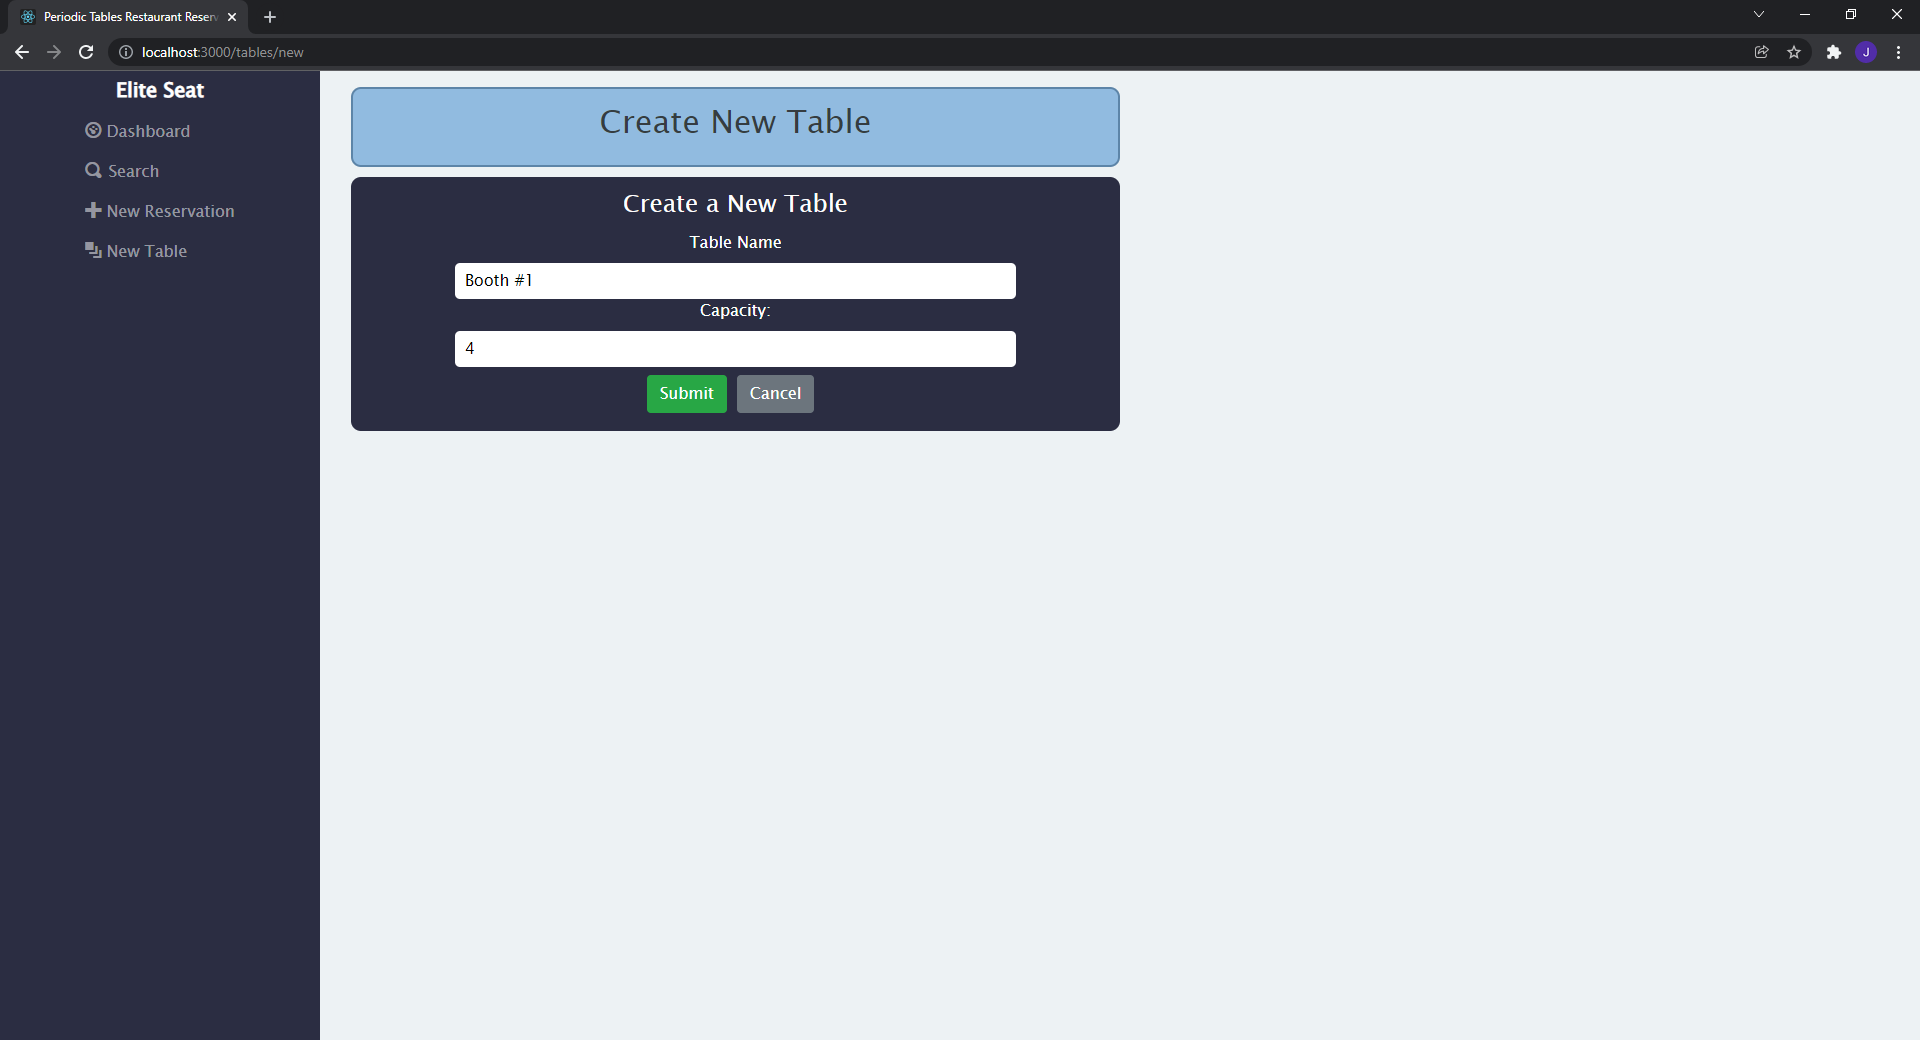 Periodic Tables Restaurant Reserv
localhost:3000/tables/new
J
Elite Seat
Dashboard
Search
New Reservation
New Table
Create New Table
Create a New Table
Table Name
Booth #1
Capacity:
4
Submit Cancel